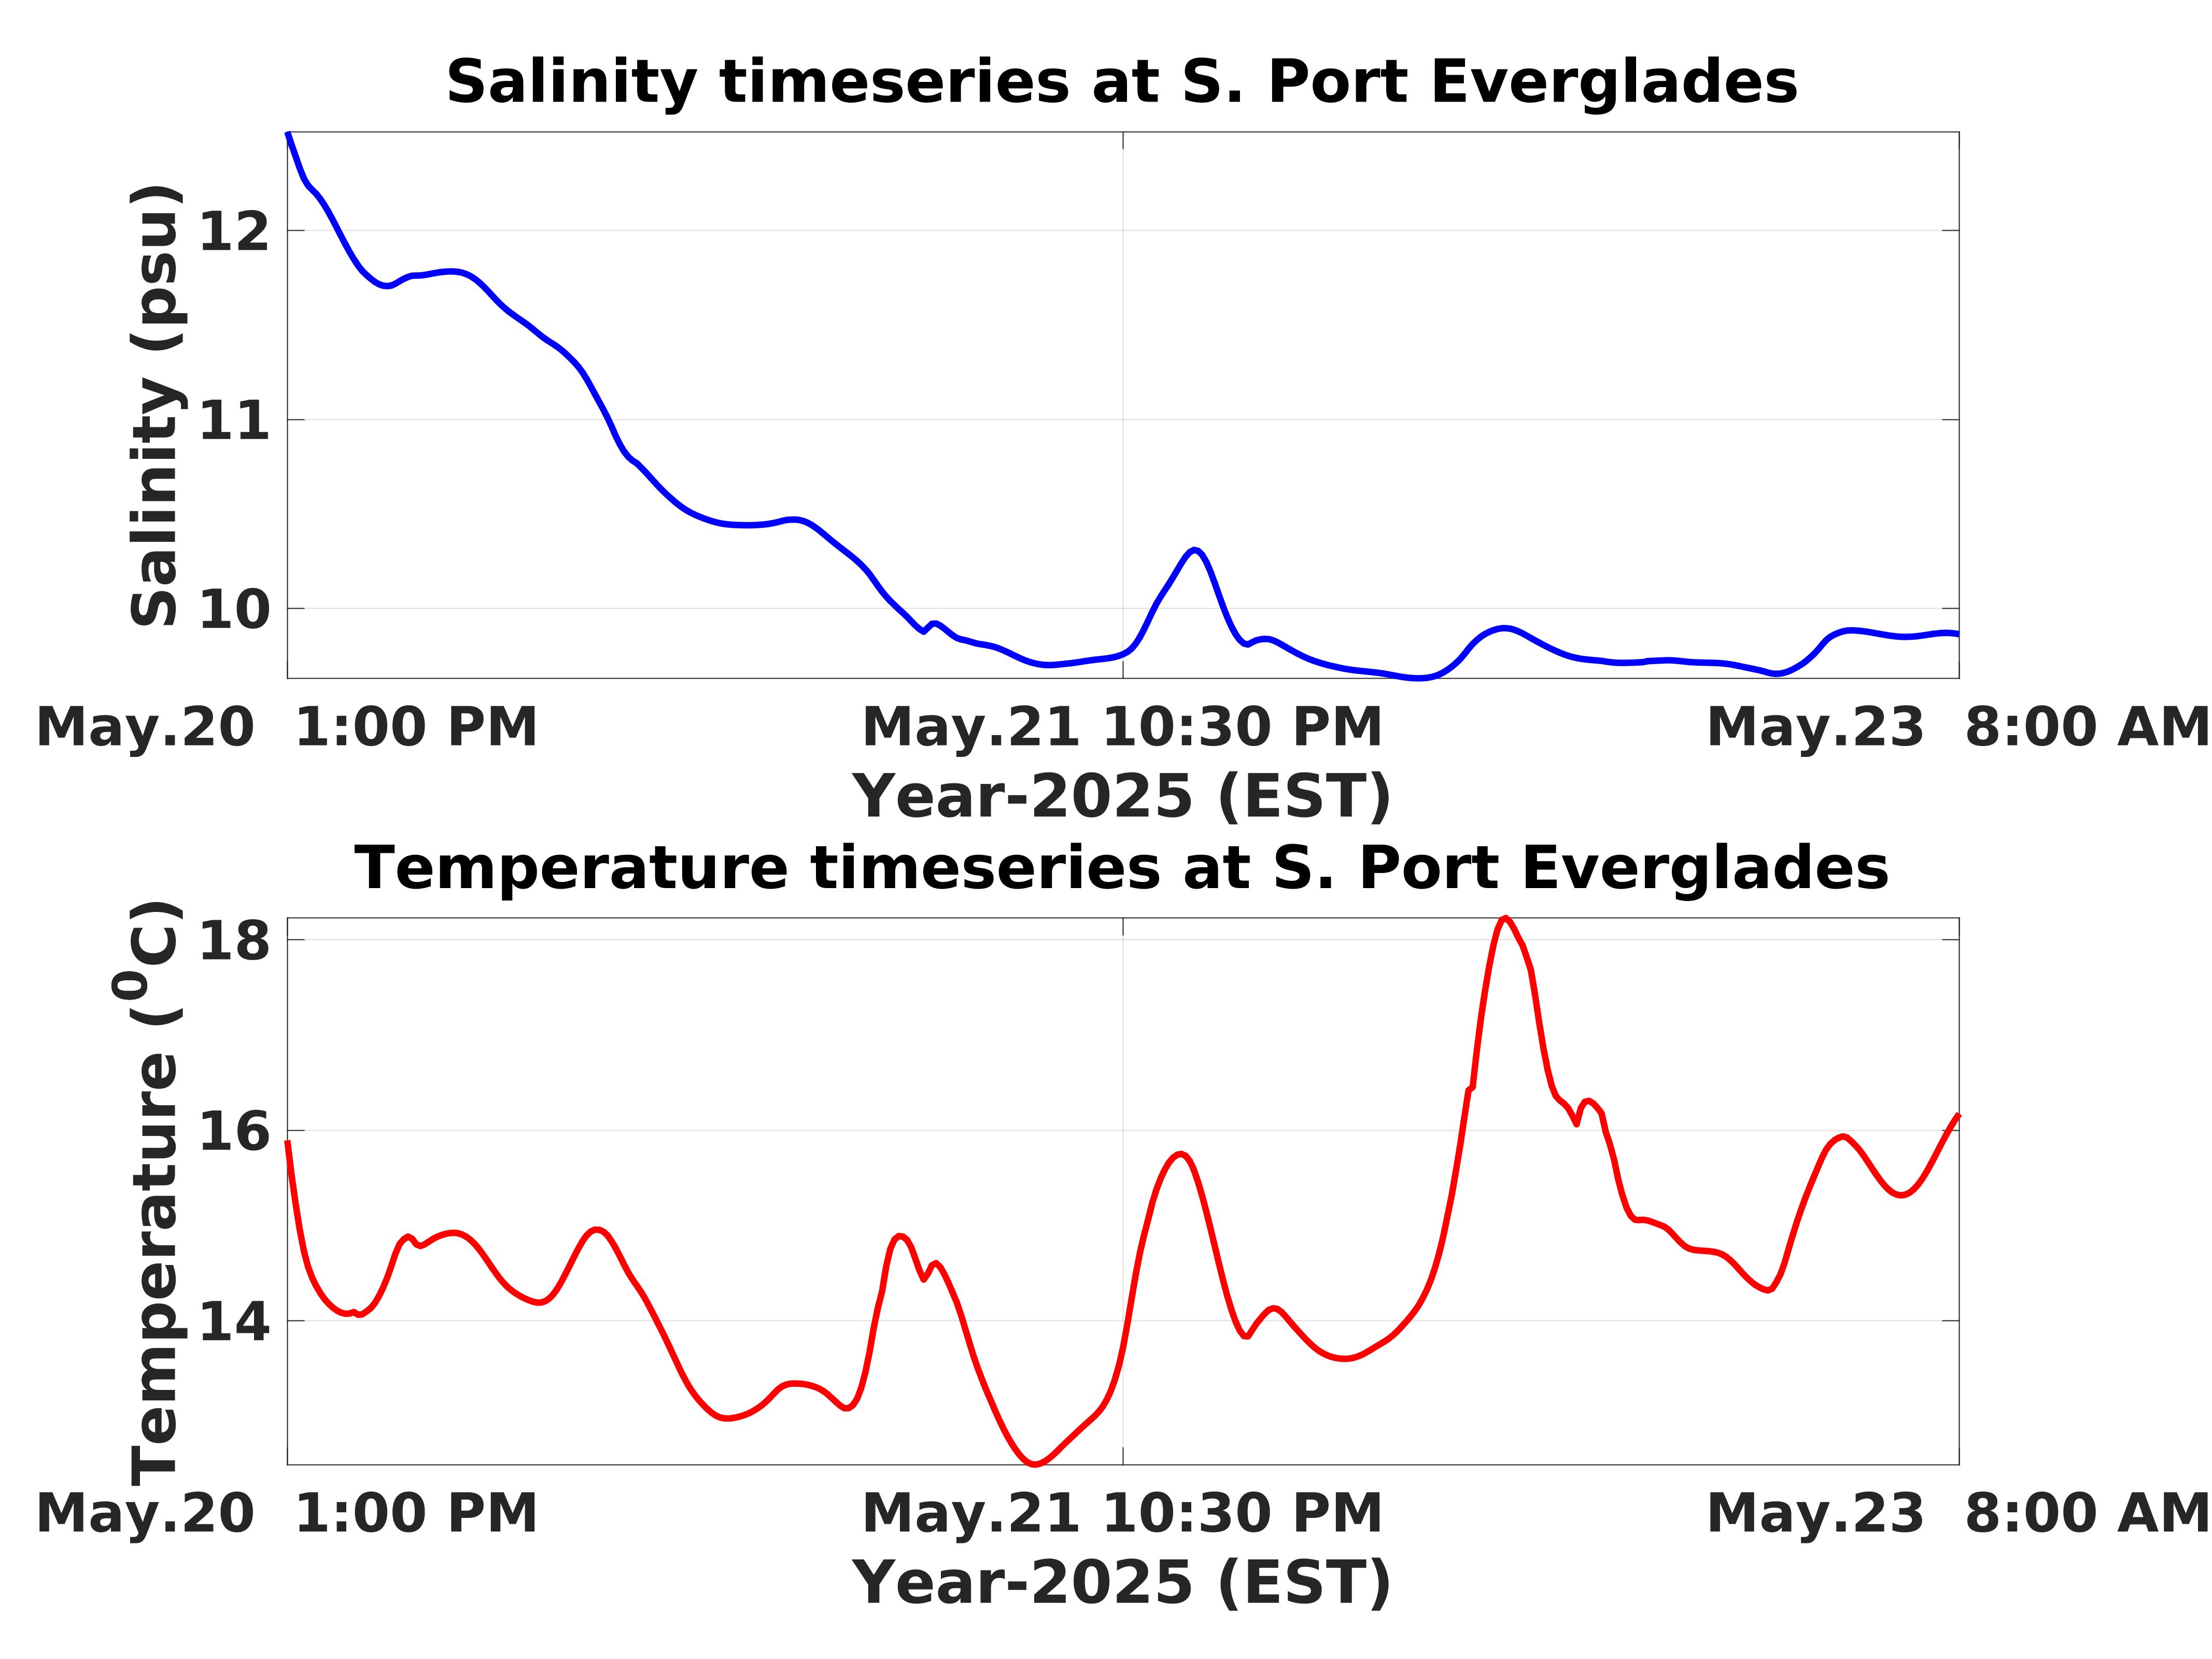 Salinity timeseries at S. Port Everglades
Salinity (psu)
12
11
10
May.20  1:00 PM
May.21 10:30 PM
May.23  8:00 AM
Year-2025 (EST)
Temperature timeseries at S. Port Everglades
Temperature (⁰C)
18
16
14
May.20  1:00 PM
May.21 10:30 PM
May.23  8:00 AM
Year-2025 (EST)